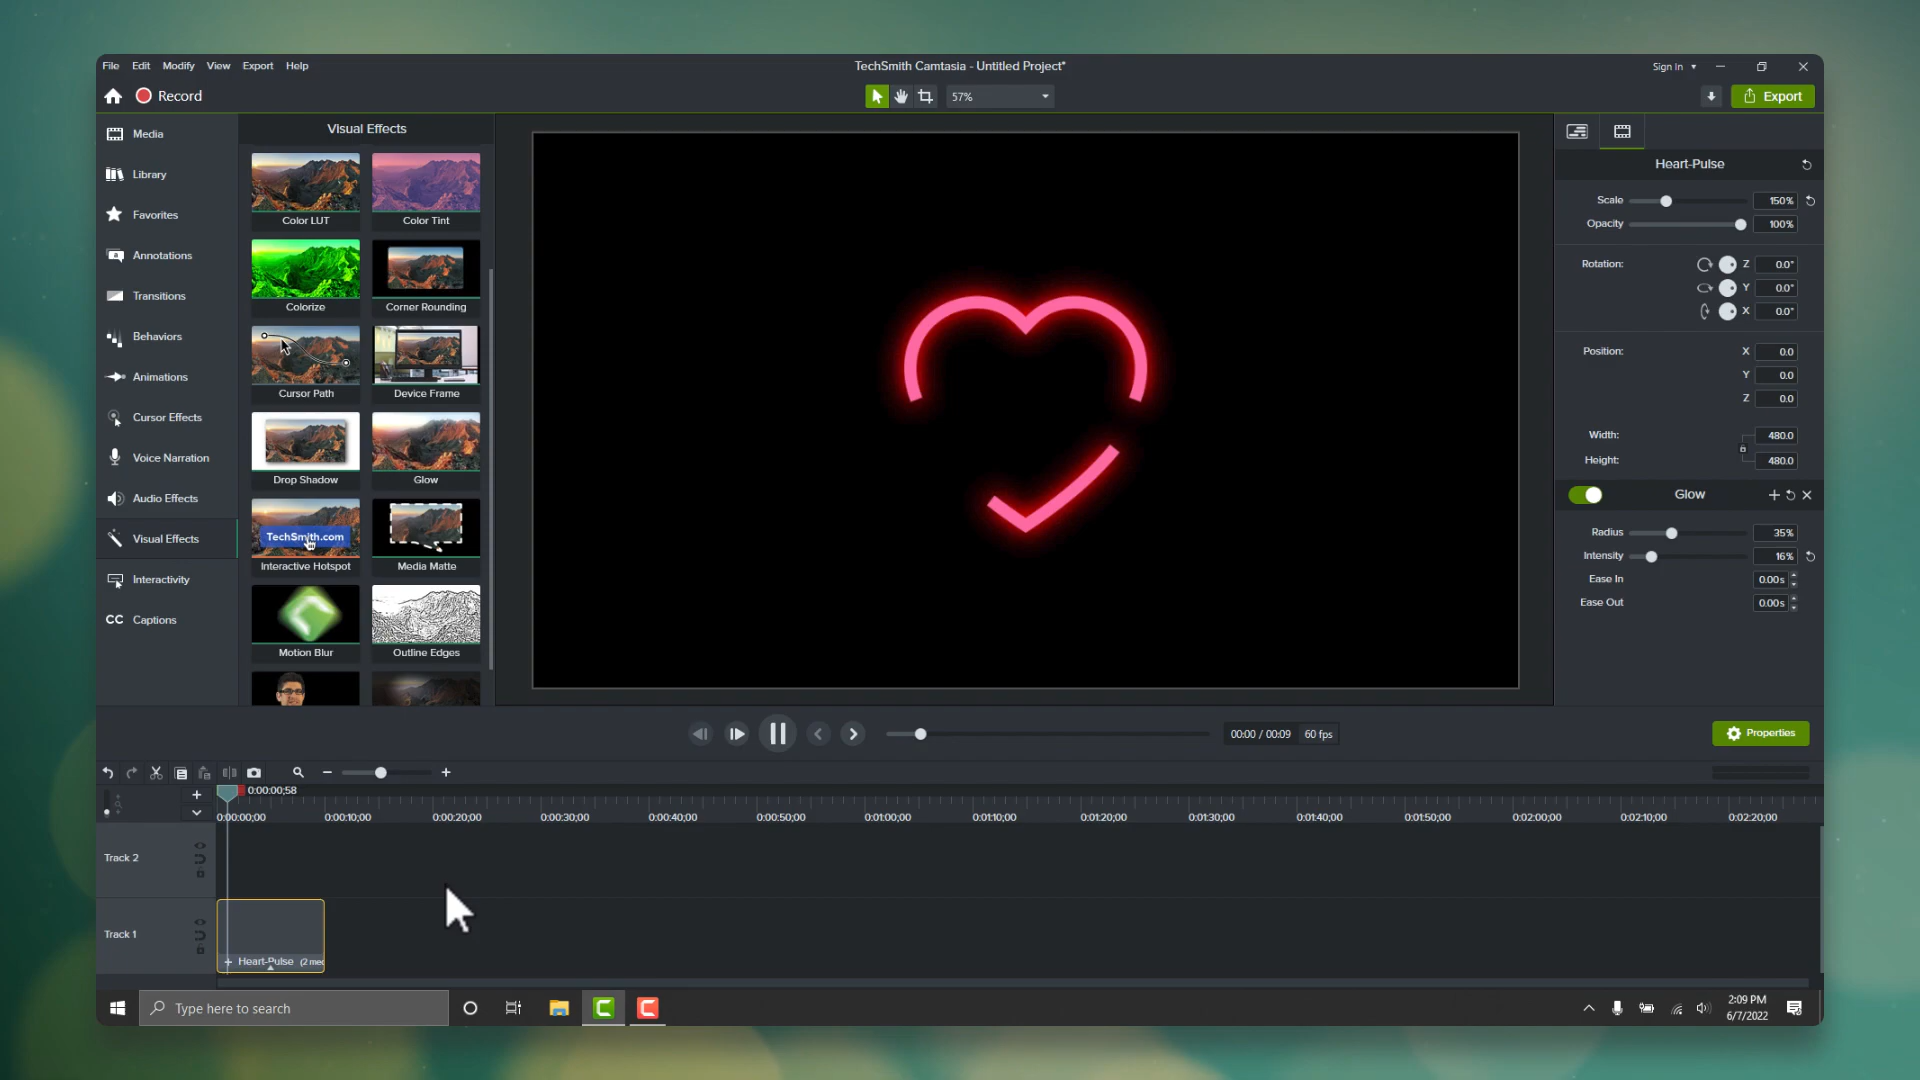 File Edit Modify View Export Help
TechSmith Camtasia - Untitled Project*
Sign In
Record
57%
Export
Media
Library
Favorites
Annotations
Transitions
Behaviors
Animations
Cursor Effects
Voice Narration
Audio Effects
Visual Effects
Interactivity
CC Captions
Visual Effects
Color LUT Color Tint
Colorize Corner Rounding
Cursor Path Device Frame
Drop Shadow Glow
TechSmith.com
Interactive Hotspot Media Matte
Motion Blur Outline Edges
Heart-Pulse
Scale 150%
Opacity 100%
Rotation: Z 0.0°
Y 0.0°
X 0.0°
Position: X 0.0
Y 0.0
Z 0.0
Width: 480.0
Height: 480.0
Glow
Radius 35%
Intensity 16%
Ease In 0.00s
Ease Out 0.00s
00:00 / 00:09 60 fps
Properties
0:00:00;58
0:00:00;00 0:00:10;00 0:00:20;00 0:00:30;00 0:00:40;00 0:00:50;00 0:01:00;00 0:01:10;00 0:01:20;00 0:01:30;00 0:01:40;00 0:01:50;00 0:02:00;00 0:02:10;00 0:02:20;00
Track 2
Track 1
+ Heart-Pulse (2 med
Type here to search
2:09 PM
6/7/2022